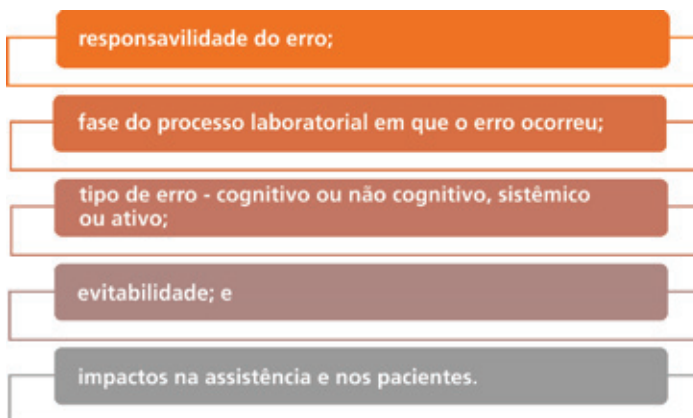 responsavilidade do erro;
fase do processo laboratorial em que o erro ocorreu;
tipo de erro - cognitivo ou não cognitivo, sistêmico
ou ativo;
evitabilidade; e
impactos na assistência e nos pacientes.